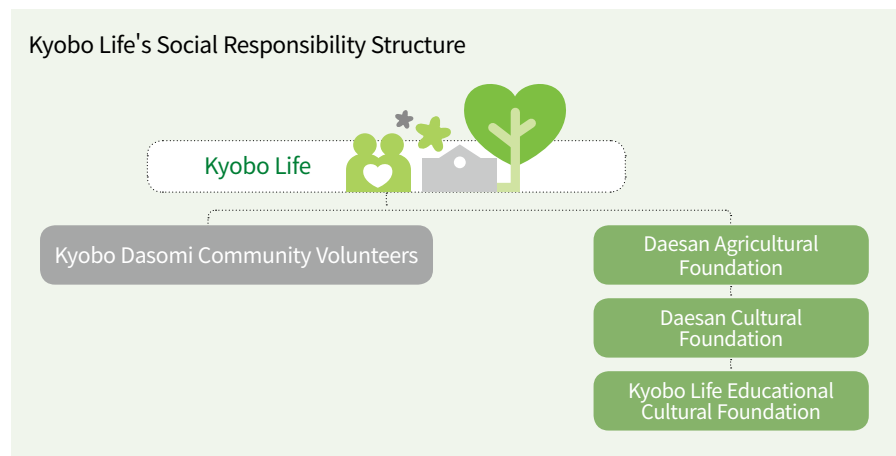 Kyobo Life's Social Responsibility Structure
Kyobo Life
Kyobo Dasomi Community Volunteers
Daesan Agricultural
Foundation
Daesan Cultural
Foundation
Kyobo Life Educational
Cultural Foundation